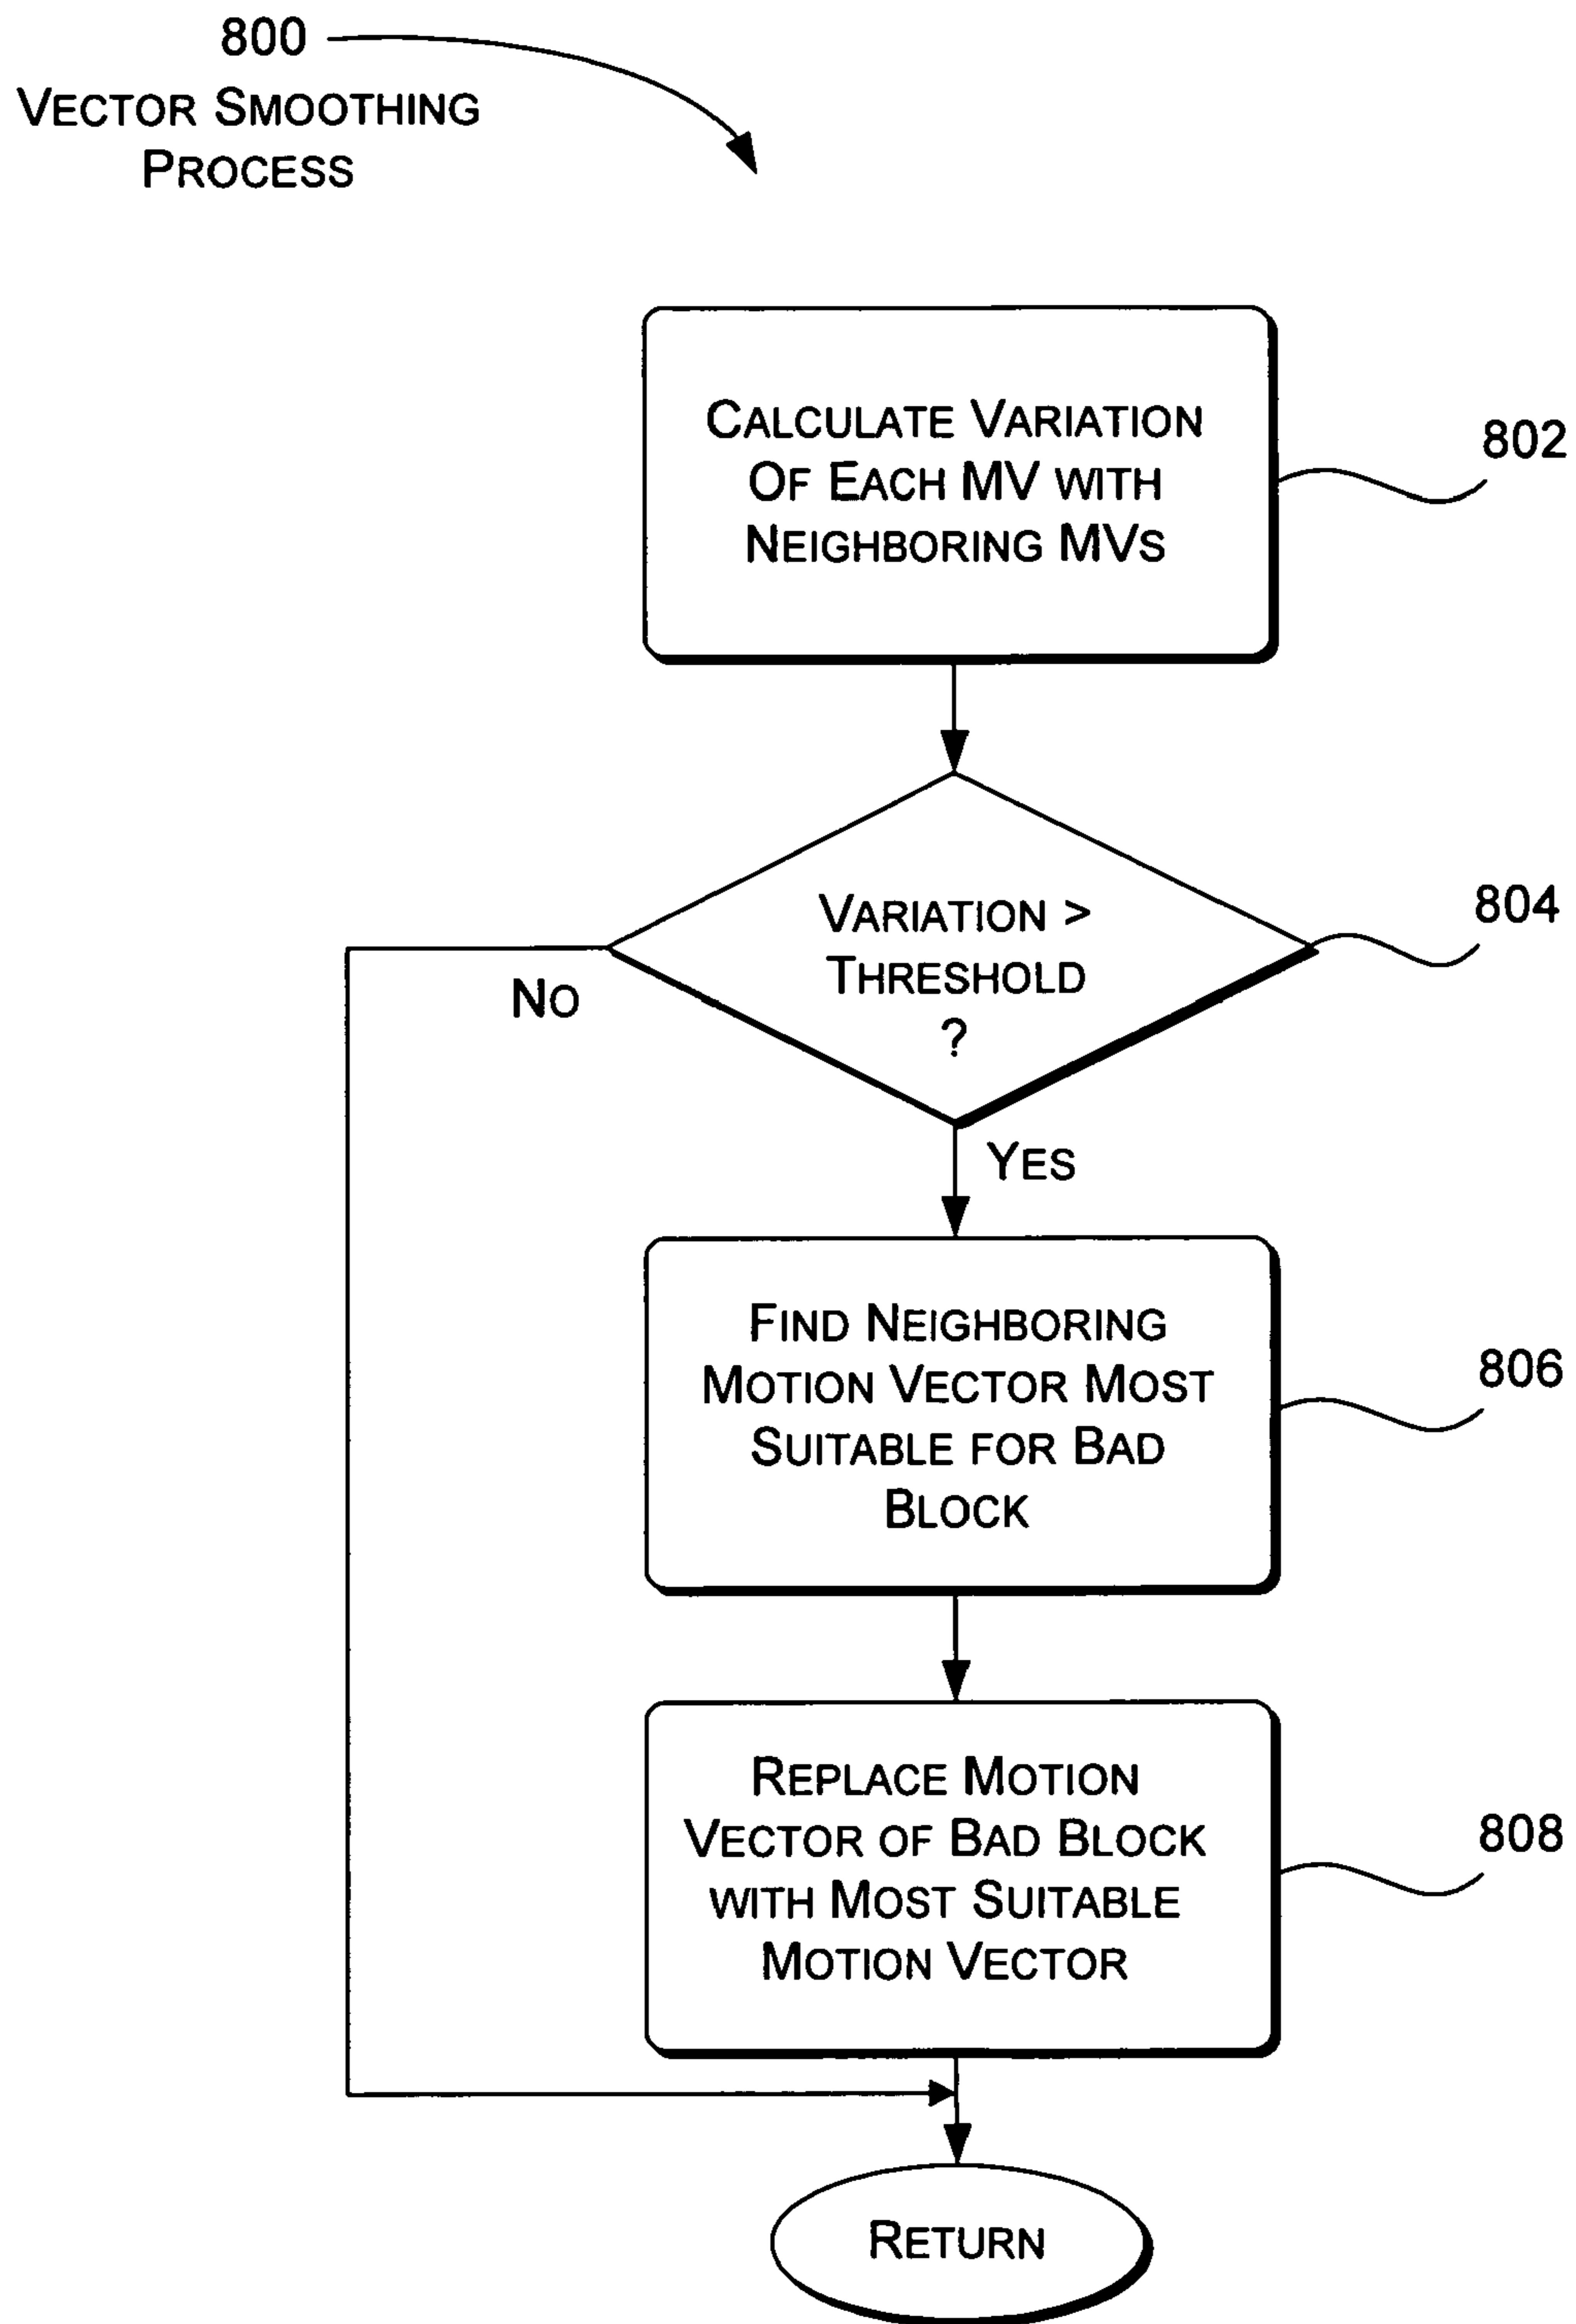 800
VECTOR SMOOTHING
PROCESS
CALCULATE VARIATION
OF EACH MV WITH
NEIGHBORING MVS
802
VARIATION >
THRESHOLD
?
804
NO
YES
FIND NEIGHBORING
MOTION VECTOR MOST
SUITABLE FOR BAD
BLOCK
806
REPLACE MOTION
VECTOR OF BAD BLOCK
WITH MOST SUITABLE
MOTION VECTOR
808
RETURN